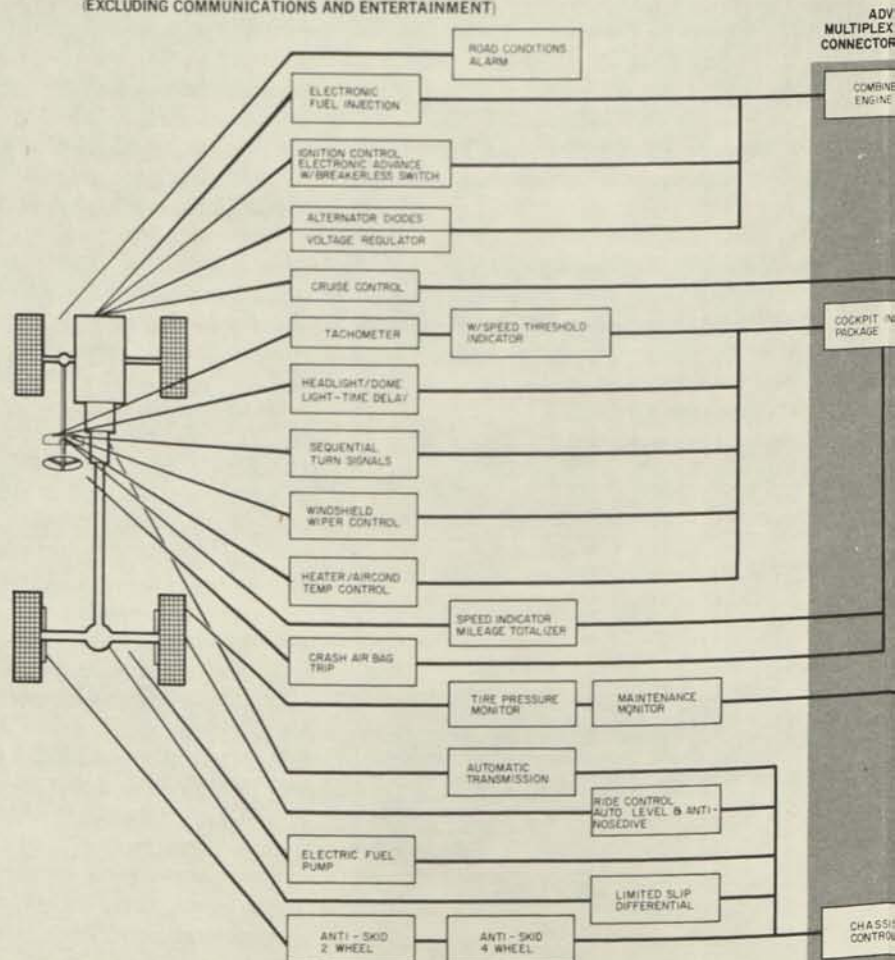 (EXCLUDING COMMUNICATIONS AND ENTERTAINMENT)
MULTIPLEX
CONNECTOR
ROAD CONDITIONS
ALARM
ELECTRONIC
FUEL INJECTION
ENGINE
IGNITION CONTROL
ELECTRONIC ADVANCE
W/BREAKERLESS SWITCH
ALTERNATOR DIODES
VOLTAGE REGULATOR
CRUISE CONTROL
TACHOMETER
W/SPEED THRESHOLD
INDICATOR
COCKPIT
PACKAGE
HEADLIGHT/DOME
LIGHT-TIME DELAY
SEQUENTIAL
TURN SIGNALS
WINDSHIELD
WIPER CONTROL
HEATER/AIRCOND
TEMP CONTROL
SPEED INDICATOR
MILEAGE TOTALIZER
CRASH AIR BAG
TRIP
TIRE PRESSURE
MONITOR
MAINTENANCE
MONITOR
AUTOMATIC
TRANSMISSION
RIDE CONTROL
AUTO LEVEL & ANTI-
NOSEDIVE
ELECTRIC FUEL
PUMP
LIMITED SLIP
DIFFERENTIAL
ANTI-SKID
2 WHEEL
ANTI-SKID
4 WHEEL
CHASSIS